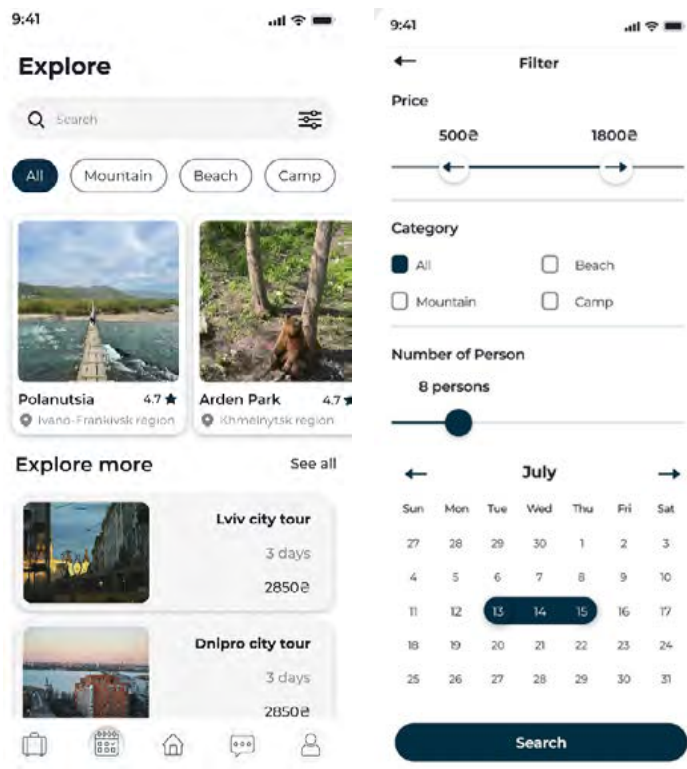 9:41
Explore
Search
All Mountain Beach Camp
Polanutsia 4.7
Ivano-Frankivsk region
Arden Park 4.7
Khmelnytsk region
Explore more See all
Lviv city tour
3 days
2850₴
Dnipro city tour
3 days
2850₴
9:41
Filter
Price
500₴ 1800₴
Category
All Beach
Mountain Camp
Number of Person
8 persons
July
Sun Mon Tue Wed Thu Fri Sat
27 28 29 30 1 2 3
4 5 6 7 8 9 10
11 12 13 14 15 16 17
18 19 20 21 22 23 24
25 26 27 28 29 30 31
Search